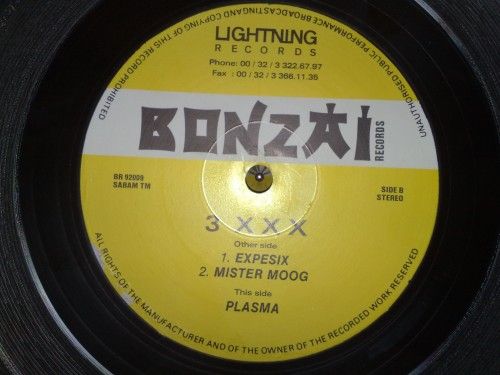 LIGHTNING
RECORDS
Phone: 00 / 32 / 3 322.67.97
Fax : 00 / 32 / 3 366.11.35
UNAUTHORISED PUBLIC PERFORMANCE BROADCASTING AND COPYING OF THIS RECORD PROHIBITED
BONZAI
RECORDS
BR 92009
SABAM TM
SIDE B
STEREO
3 XXX
Other side
1. EXPESIX
2. MISTER MOOG
This side
PLASMA
ALL RIGHTS OF THE MANUFACTURER AND OF THE OWNER OF THE RECORDED WORK RESERVED